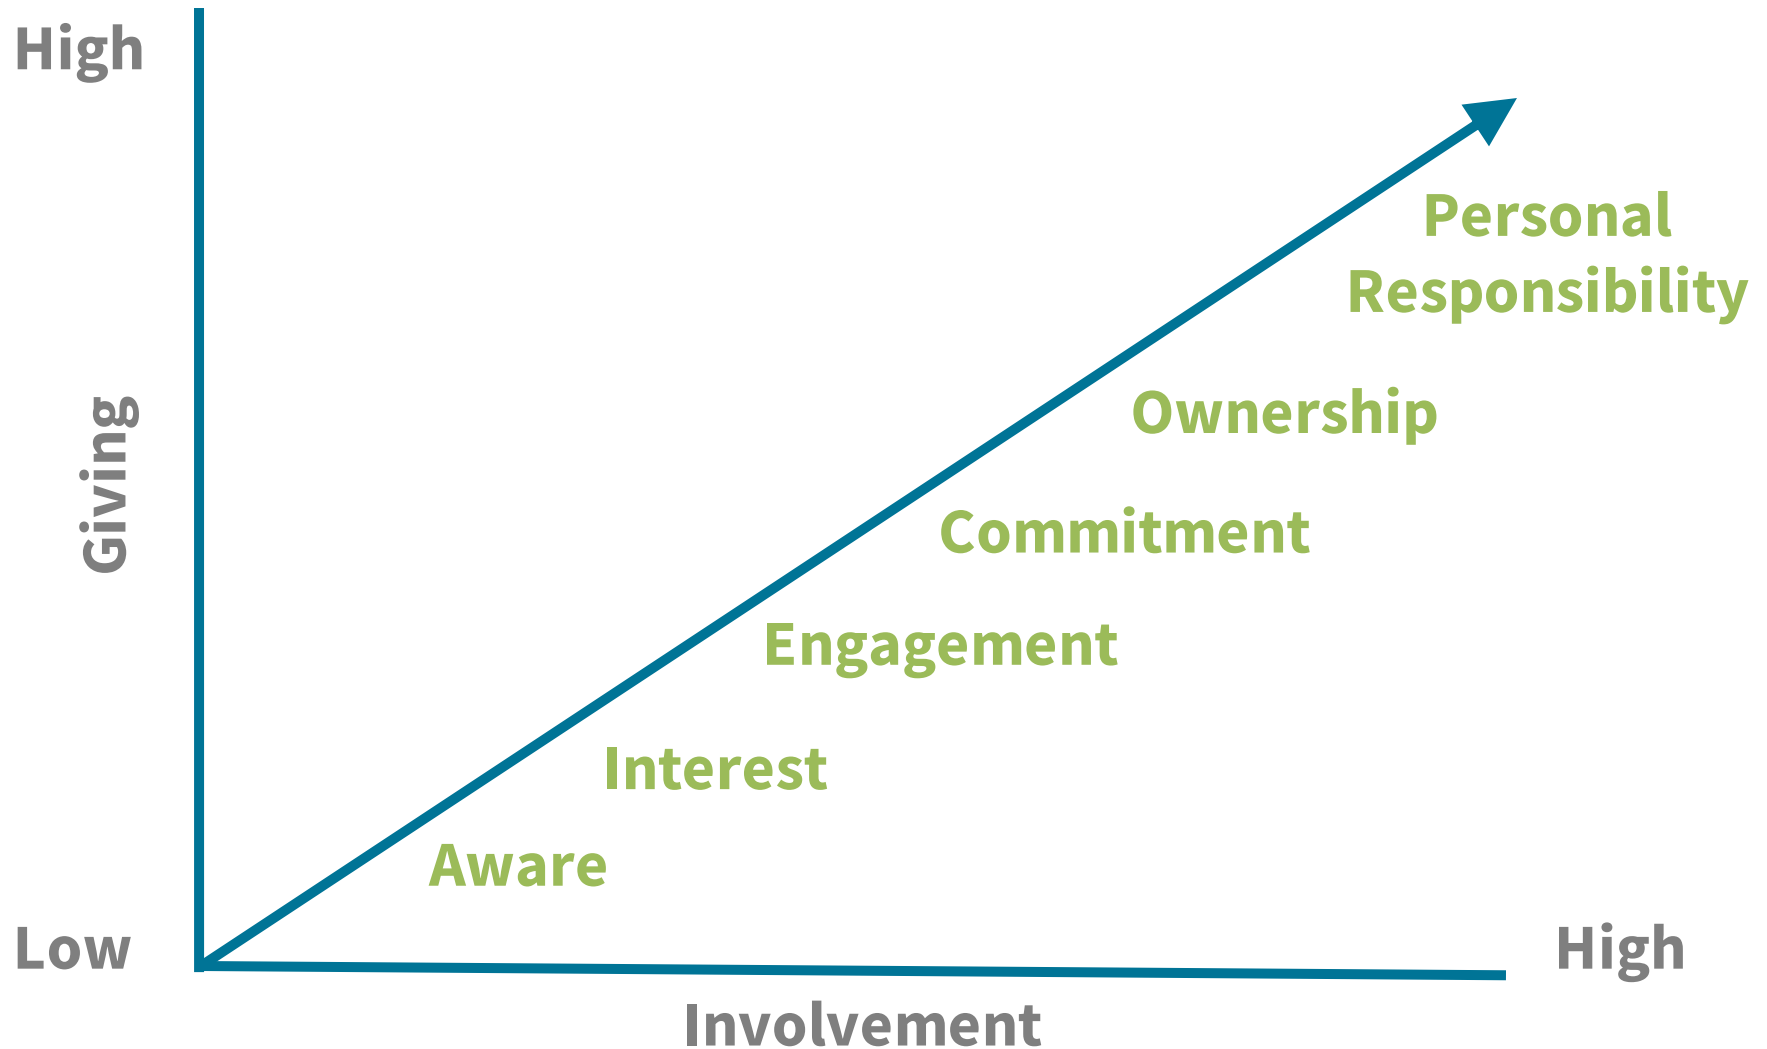 High
Personal
Responsibility
Ownership
Giving
Commitment
Engagement
Interest
Aware
Low
High
Involvement